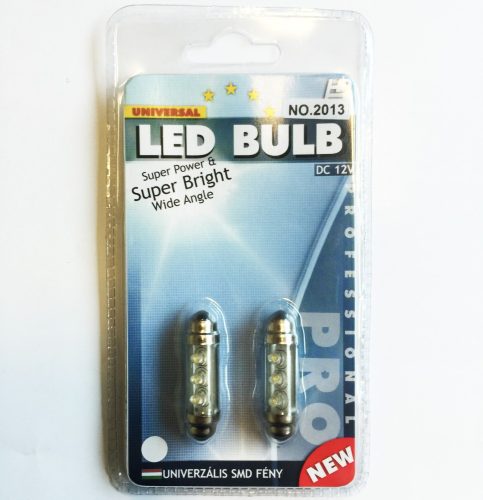 UNIVERSAL
NO.2013
LED BULB
DC 12V
Super Power &
Super Bright
Wide Angle
PROFESSIONAL
PRO
NEW
UNIVERZÁLIS SMD FÉNY